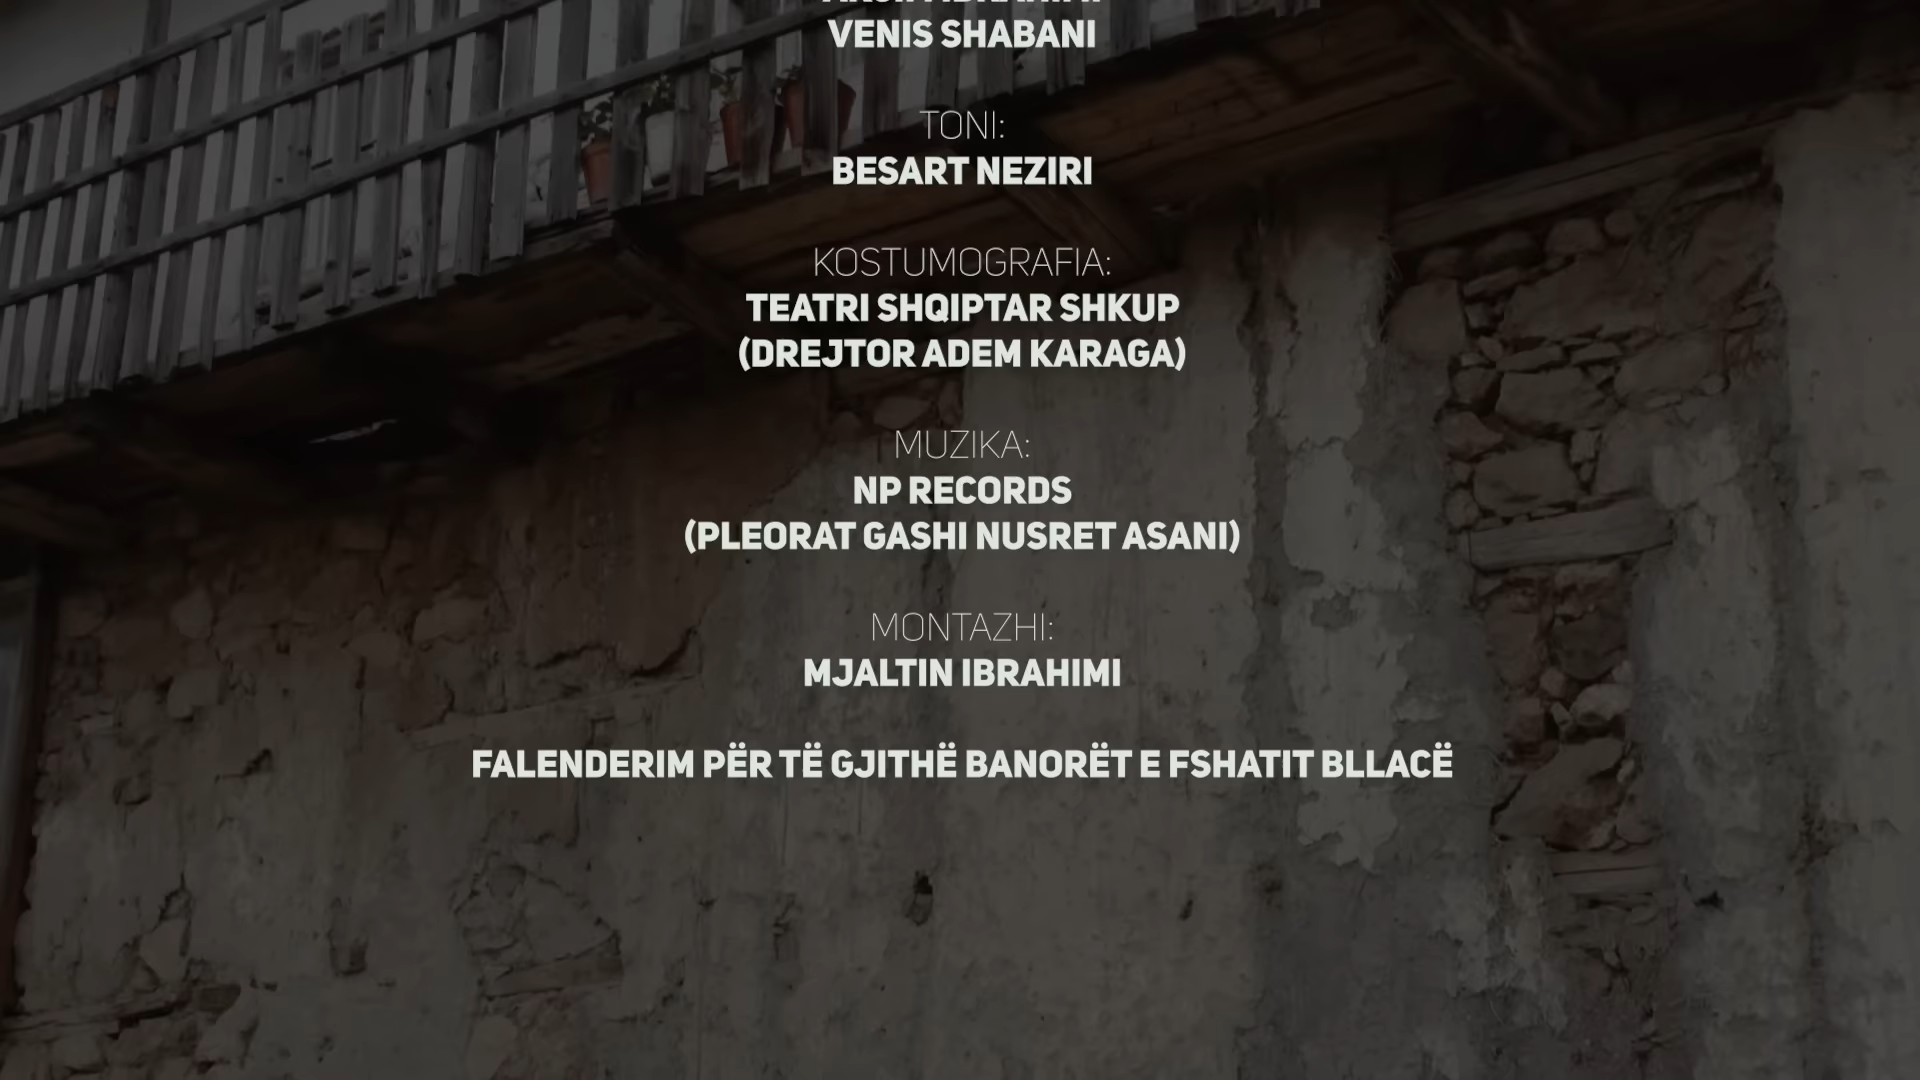 VENIS SHABANI
TONI:
BESART NEZIRI
KOSTUMOGRAFIA:
TEATRI SHQIPTAR SHKUP
(DREJTOR ADEM KARAGA)
MUZIKA:
NP RECORDS
(PLEORAT GASHI NUSRET ASANI)
MONTAZHI:
MJALTIN IBRAHIMI
FALENDERIM PËR TË GJITHË BANORËT E FSHATIT BLLACË